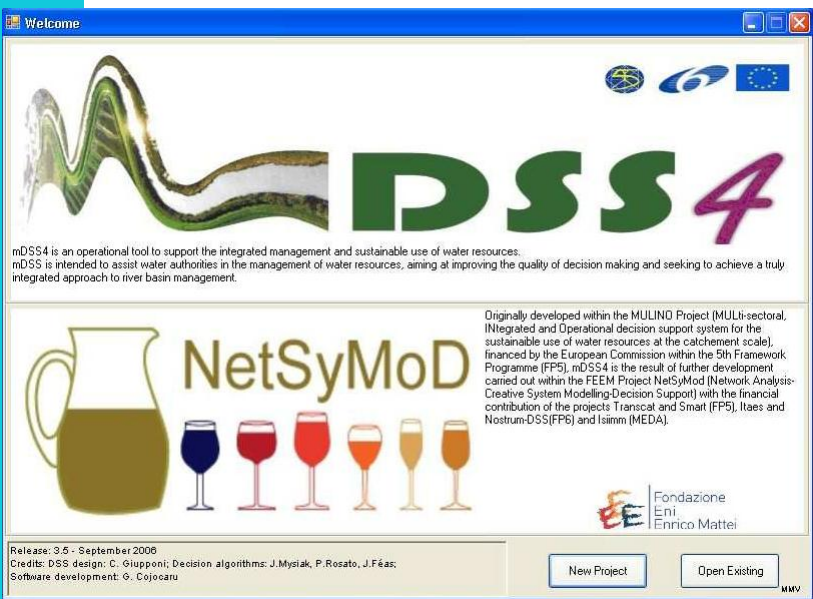 Welcome
DSS 4
mDSS4 is an operational tool to support the integrated management and sustainable use of water resources.
mDSS is intended to assist water authorities in the management of water resources, aiming at improving the quality of decision making and seeking to achieve a truly
integrated approach to river basin management.
NetSyMoD
Originally developed within the MULINO Project (MULti-sectoral,
INtegrated and Operational decision support system for the
sustainaible use of water resources at the catchement scale),
financed by the European Commission within the 5th Framework
Programme (FP5), mDSS4 is the result of further development
carried out within the FEEM Project NetSyMod (Network Analysis-
Creative System Modelling-Decision Support) with the financial
contribution of the projects Transcat and Smart (FP5), Itaes and
Nostrum-DSS(FP6) and Isiimm (MEDA).
Fondazione
Eni
Enrico Mattei
Release: 3.5 - September 2006
Credits: DSS design: C. Giupponi; Decision algorithms: J.Mysiak, P.Rosato, J.Féas;
Software development: G. Cojocaru
New Project
Open Existing
MMV